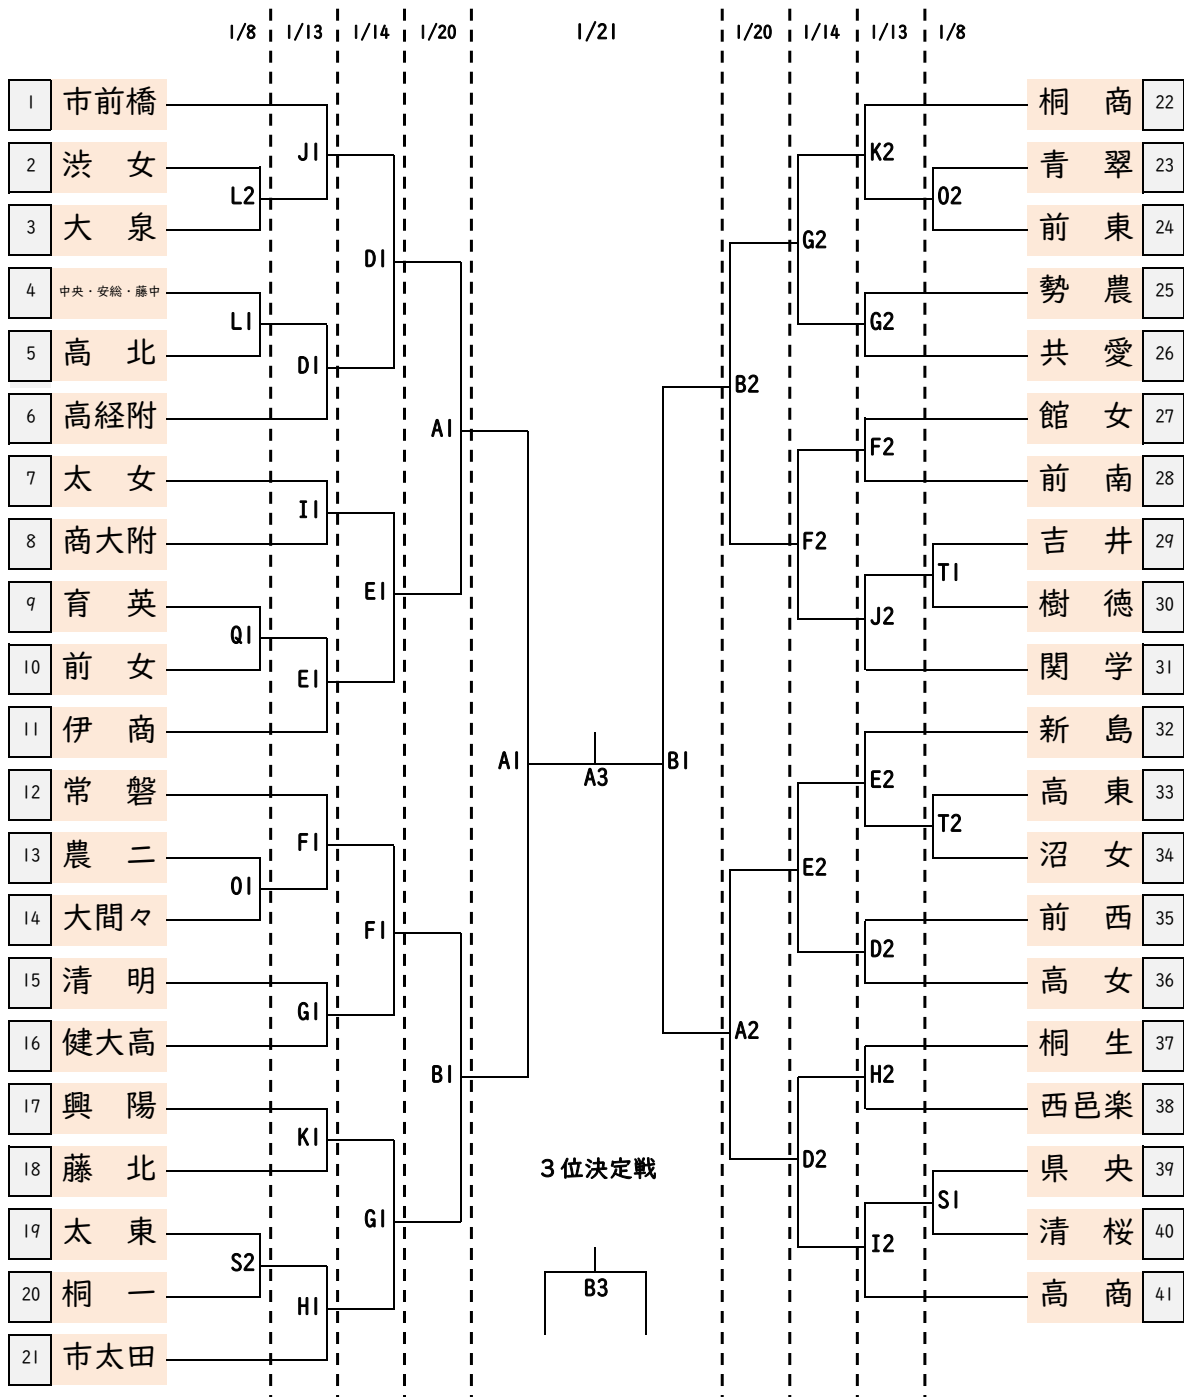 1/8 1/13 1/14 1/20 1/21 1/20 1/14 1/13 1/8
1 市前橋
2 渋 女
3 大 泉
4 中央・安総・藤中
5 高 北
6 高経附
7 太 女
8 商大附
9 育 英
10 前 女
11 伊 商
12 常 磐
13 農 二
14 大間々
15 清 明
16 健大高
17 興 陽
18 藤 北
19 太 東
20 桐 一
21 市太田
L2
L1
Q1
O1
S2
J1
D1
I1
E1
F1
G1
K1
H1
D1
E1
F1
G1
A1
B1
A1
A3
B1
3位決定戦
B3
B2
A2
G2
F2
E2
D2
K2
G2
F2
J2
E2
D2
H2
I2
O2
T1
T2
S1
桐 商 22
青 翠 23
前 東 24
勢 農 25
共 愛 26
館 女 27
前 南 28
吉 井 29
樹 徳 30
関 学 31
新 島 32
高 東 33
沼 女 34
前 西 35
高 女 36
桐 生 37
西邑楽 38
県 央 39
清 桜 40
高 商 41